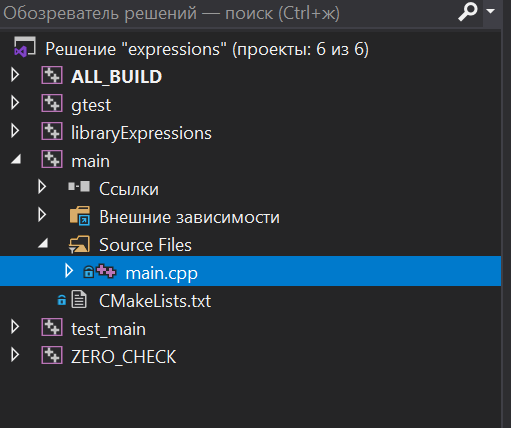 Обозреватель решений — поиск (Ctrl+ж)
Решение "expressions" (проекты: 6 из 6)
ALL_BUILD
gtest
libraryExpressions
main
Ссылки
Внешние зависимости
Source Files
main.cpp
CMakeLists.txt
test_main
ZERO_CHECK